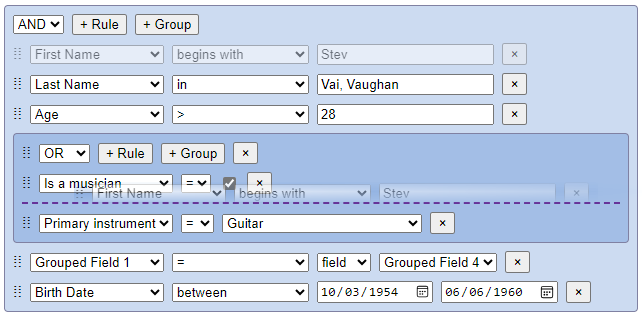 AND + Rule + Group
First Name begins with Stev ×
Last Name in Vai, Vaughan ×
Age > 28 ×
OR + Rule + Group ×
Is a musician = ×
First Name begins with Stev ×
Primary instrument = Guitar ×
Grouped Field 1 = field Grouped Field 4 ×
Birth Date between 10/03/1954 06/06/1960 ×